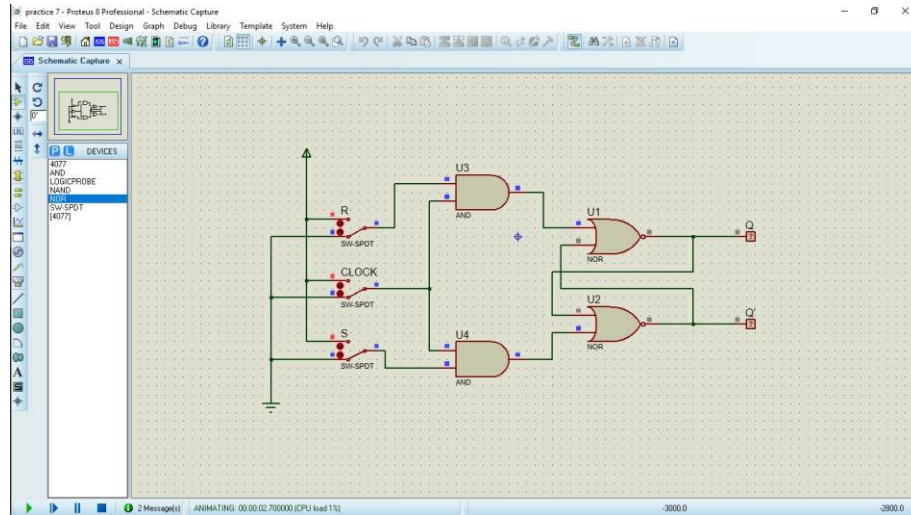 practice 7 - Proteus 8 Professional - Schematic Capture
File Edit View Tool Design Graph Debug Library Template System Help
Schematic Capture x
0°
P L DEVICES
4077
AND
LOGICPROBE
NAND
NOR
SW-SPDT
[4077]
R
SW-SPDT
CLOCK
SW-SPDT
S
SW-SPDT
U3
AND
U4
AND
U1
NOR
U2
NOR
Q
?
Q'
?
2 Message(s) ANIMATING: 00:00:02.700000 (CPU load 1%) -3000.0 -2800.0